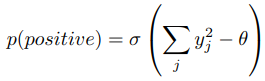 p(positive) = σ ( ∑_j y_j^2 − θ )